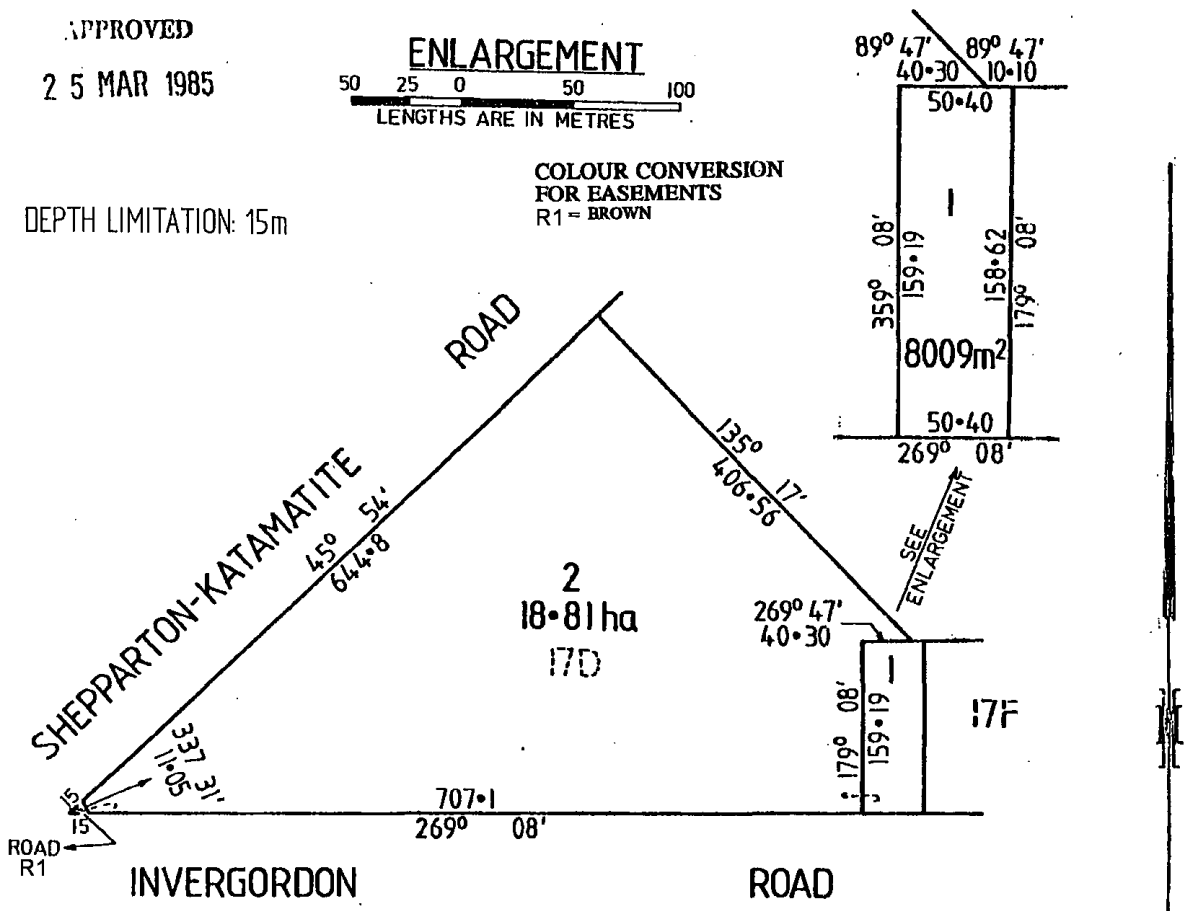 APPROVED
25 MAR 1985
ENLARGEMENT
50 25 0 50 100
LENGTHS ARE IN METRES
COLOUR CONVERSION
FOR EASEMENTS
R1 = BROWN
DEPTH LIMITATION: 15m
89° 47' 89° 47'
40·30 10·10
50·40
1
359° 08'
159·19
158·62
179° 08'
8009m²
50·40
269° 08'
SEE
ENLARGEMENT
SHEPPARTON-KATAMATITE ROAD
45° 54'
644·8
135° 17'
406·56
2
18·81 ha
17D
269° 47'
40·30
1
179° 08'
159·19
17F
337 31'
11·05
15
15
707·1
269° 08'
ROAD
R1
INVERGORDON ROAD